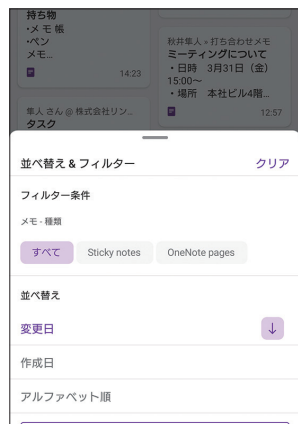 持ち物
・メモ帳
・ペン
メモ...
14:23
秋井隼人 » 打ち合わせメモ
ミーティングについて
・日時 3月31日（金）
15:00～
・場所 本社ビル4階...
12:57
隼人 さん @ 株式会社リン...
タスク
並べ替え & フィルター
クリア
フィルター条件
メモ - 種類
すべて
Sticky notes
OneNote pages
並べ替え
変更日
↓
作成日
アルファベット順